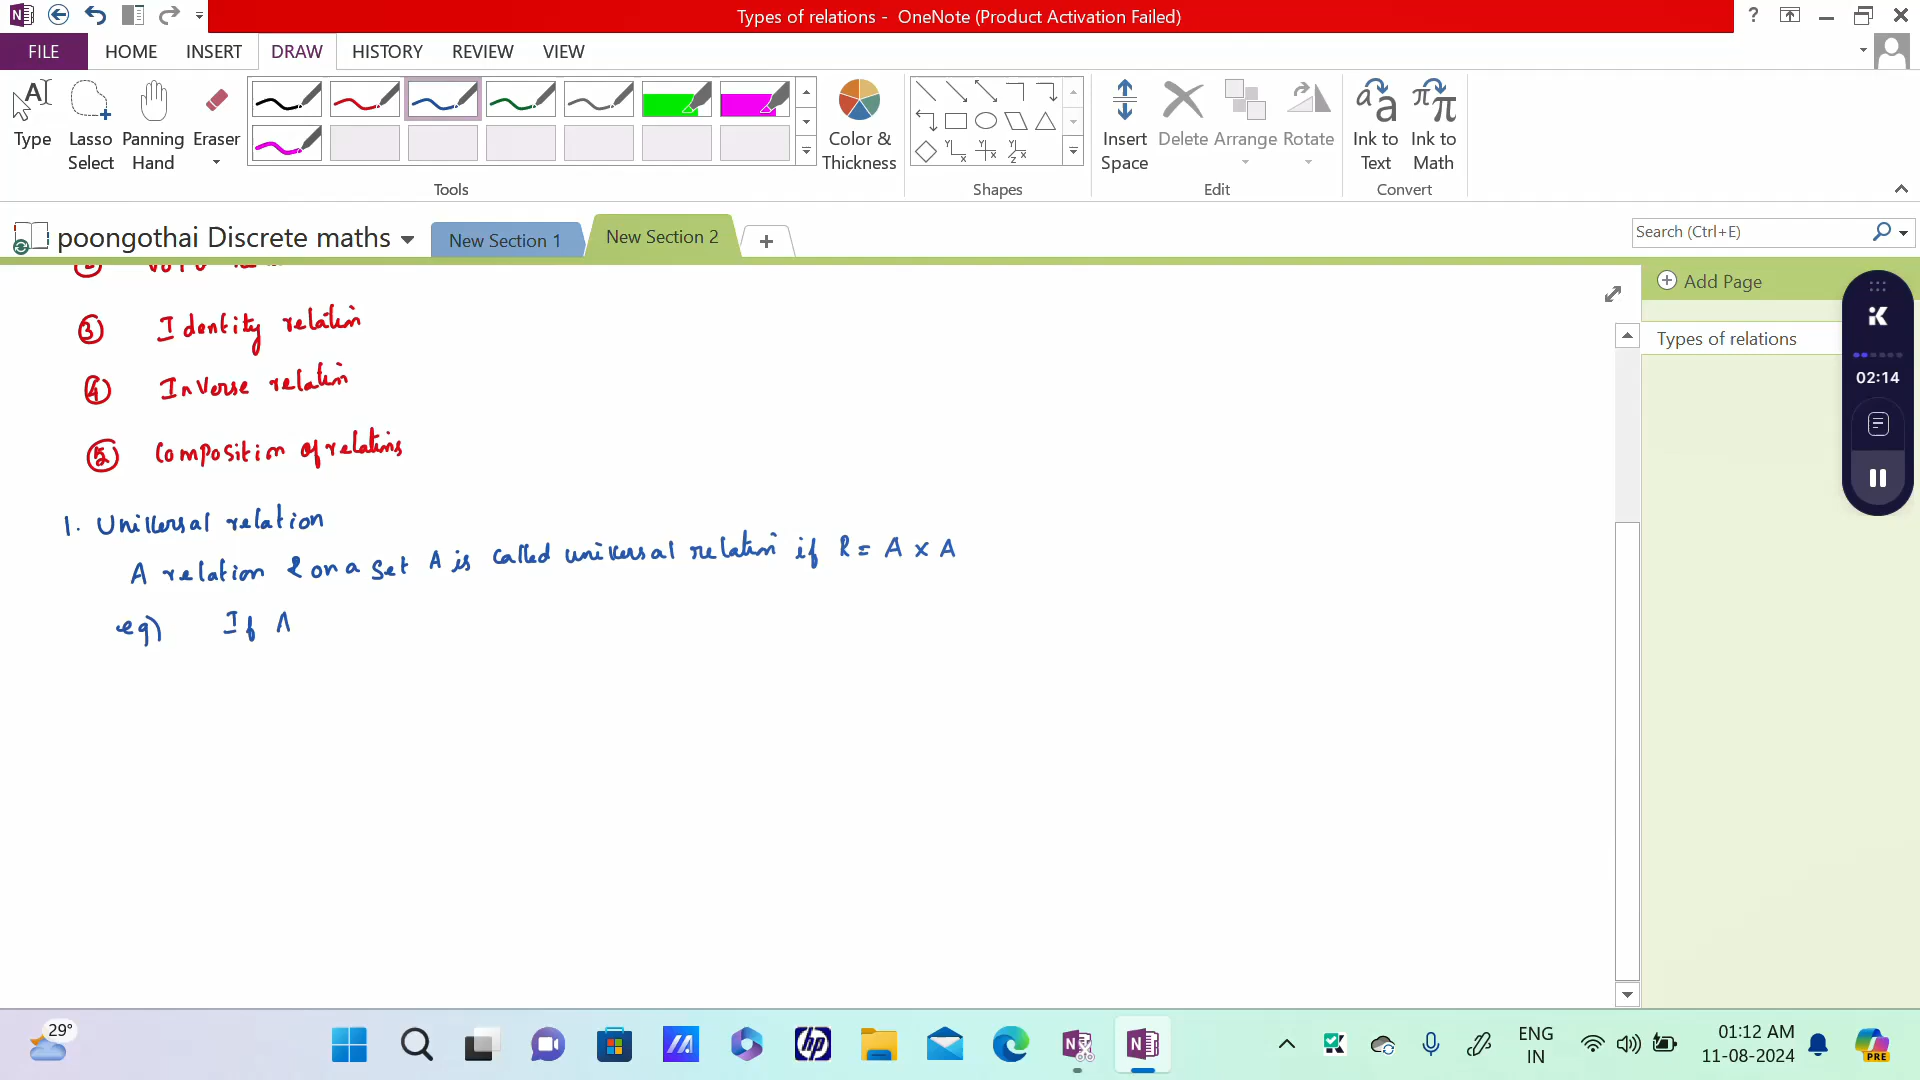 Types of relations - OneNote (Product Activation Failed)
FILE HOME INSERT DRAW HISTORY REVIEW VIEW
Type
Lasso Select
Panning Hand
Eraser
Color & Thickness
Insert Space
Delete
Arrange
Rotate
Ink to Text
Ink to Math
Tools
Shapes
Edit
Convert
poongothai Discrete maths
New Section 1
New Section 2
Search (Ctrl+E)
Add Page
Types of relations
02:14
③ Identity relation
④ Inverse relation
⑤ Composition of relations
1. Universal relation
A relation R on a set A is called universal relation if R = A × A
eg) If
29°
ENG
IN
01:12 AM
11-08-2024
PRE